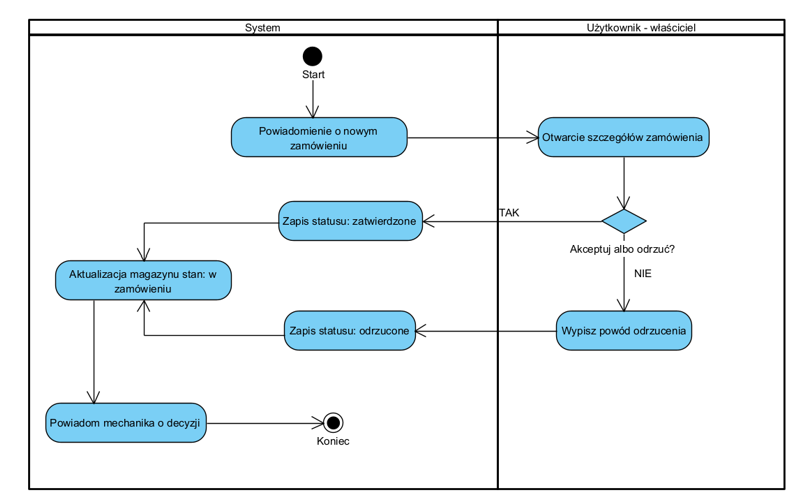 System
Użytkownik - właściciel
Start
Powiadomienie o nowym
zamówieniu
Otwarcie szczegółów zamówienia
Zapis statusu: zatwierdzone
TAK
Akceptuj albo odrzuć?
Aktualizacja magazynu stan: w
zamówieniu
NIE
Zapis statusu: odrzucone
Wypisz powód odrzucenia
Powiadom mechanika o decyzji
Koniec